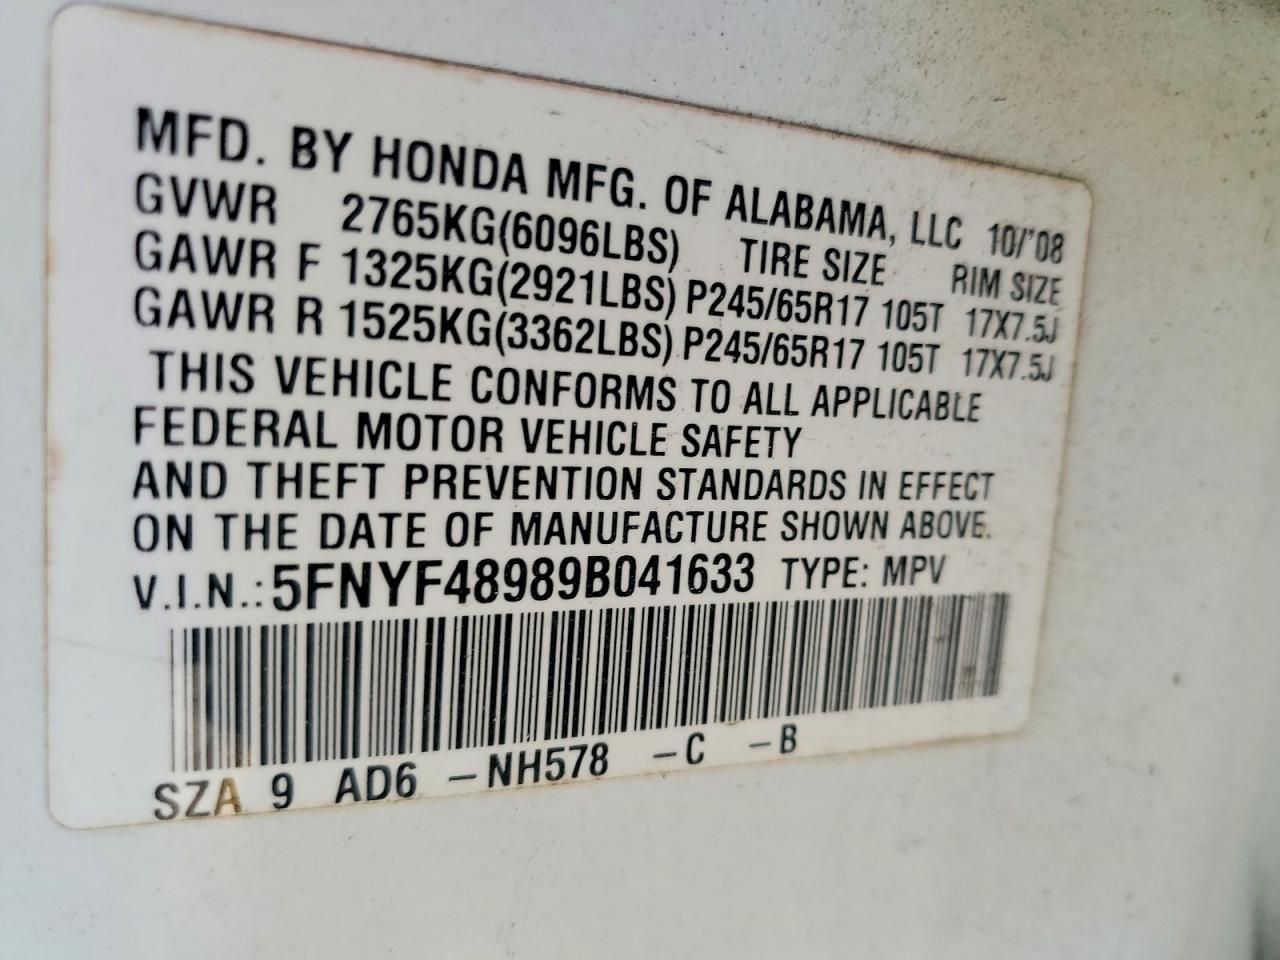 MFD. BY HONDA MFG. OF ALABAMA, LLC 10/'08
GVWR 2765KG(6096LBS) TIRE SIZE RIM SIZE
GAWR F 1325KG(2921LBS) P245/65R17 105T 17X7.5J
GAWR R 1525KG(3362LBS) P245/65R17 105T 17X7.5J
THIS VEHICLE CONFORMS TO ALL APPLICABLE
FEDERAL MOTOR VEHICLE SAFETY
AND THEFT PREVENTION STANDARDS IN EFFECT
ON THE DATE OF MANUFACTURE SHOWN ABOVE.
V.I.N.: 5FNYF48989B041633 TYPE: MPV
SZA 9 AD6 -NH578 -C -B